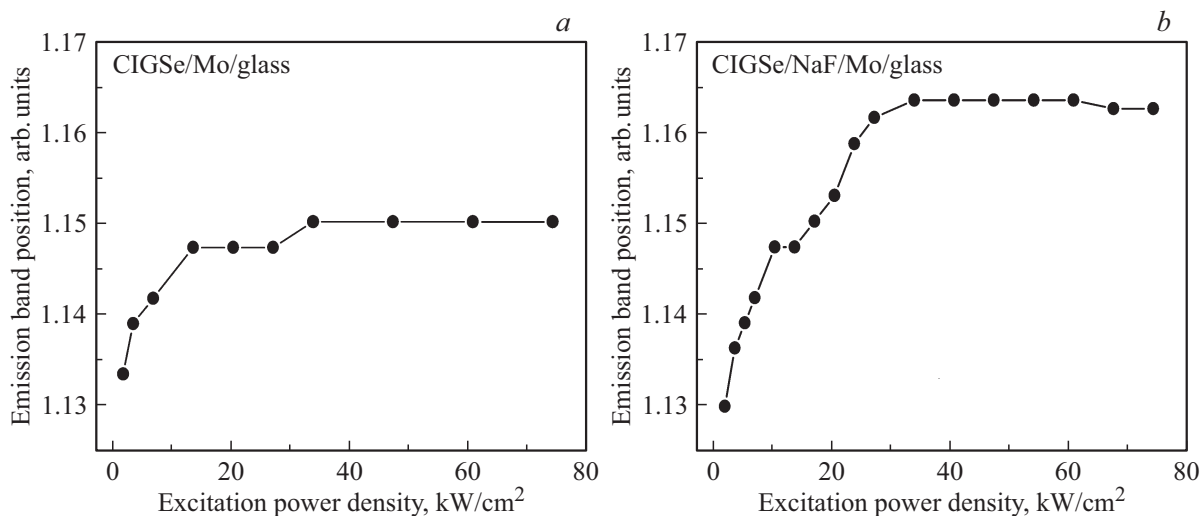 a
CIGSe/Mo/glass
1.17
1.16
1.15
1.14
1.13
Emission band position, arb. units
0 20 40 60 80
Excitation power density, kW/cm²
b
CIGSe/NaF/Mo/glass
1.17
1.16
1.15
1.14
1.13
Emission band position, arb. units
0 20 40 60 80
Excitation power density, kW/cm²